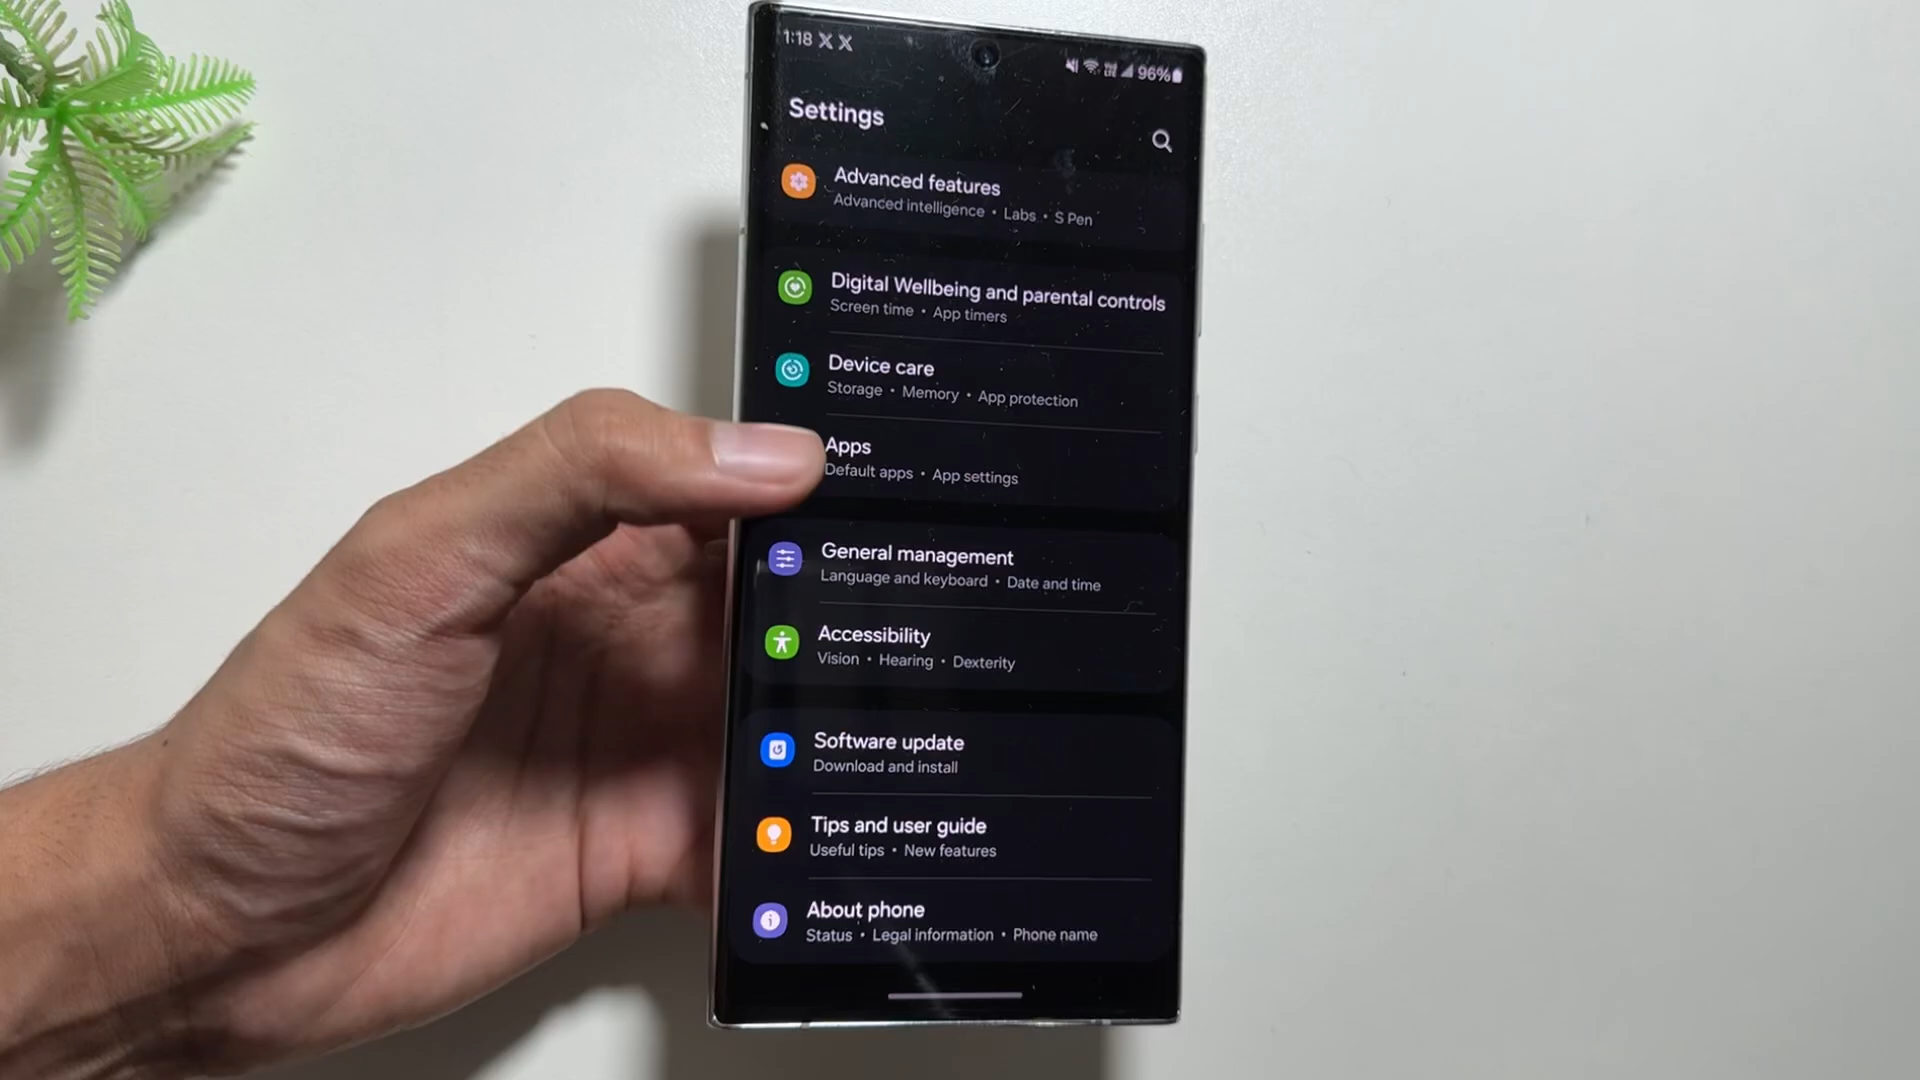 1:18 X X
96%
Settings
Advanced features
Advanced intelligence • Labs • S Pen
Digital Wellbeing and parental controls
Screen time • App timers
Device care
Storage • Memory • App protection
Apps
Default apps • App settings
General management
Language and keyboard • Date and time
Accessibility
Vision • Hearing • Dexterity
Software update
Download and install
Tips and user guide
Useful tips • New features
About phone
Status • Legal information • Phone name